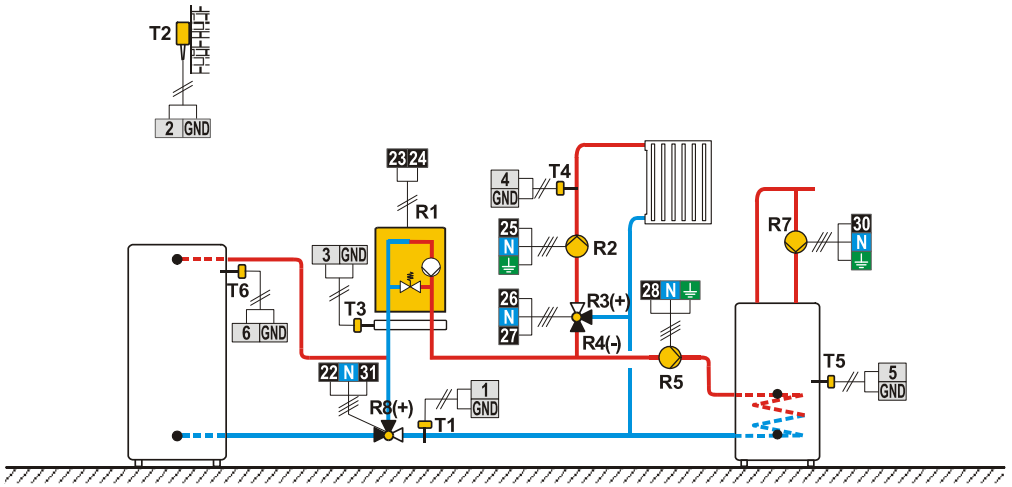 T2
2 GND
23 24
R1
3 GND
T3
T6
6 GND
4
GND
T4
25
N
R2
26
N
27
R3(+)
R4(-)
28 N
R5
R7
30
N
T5
5
GND
22 N 31
R8(+)
1
GND
T1